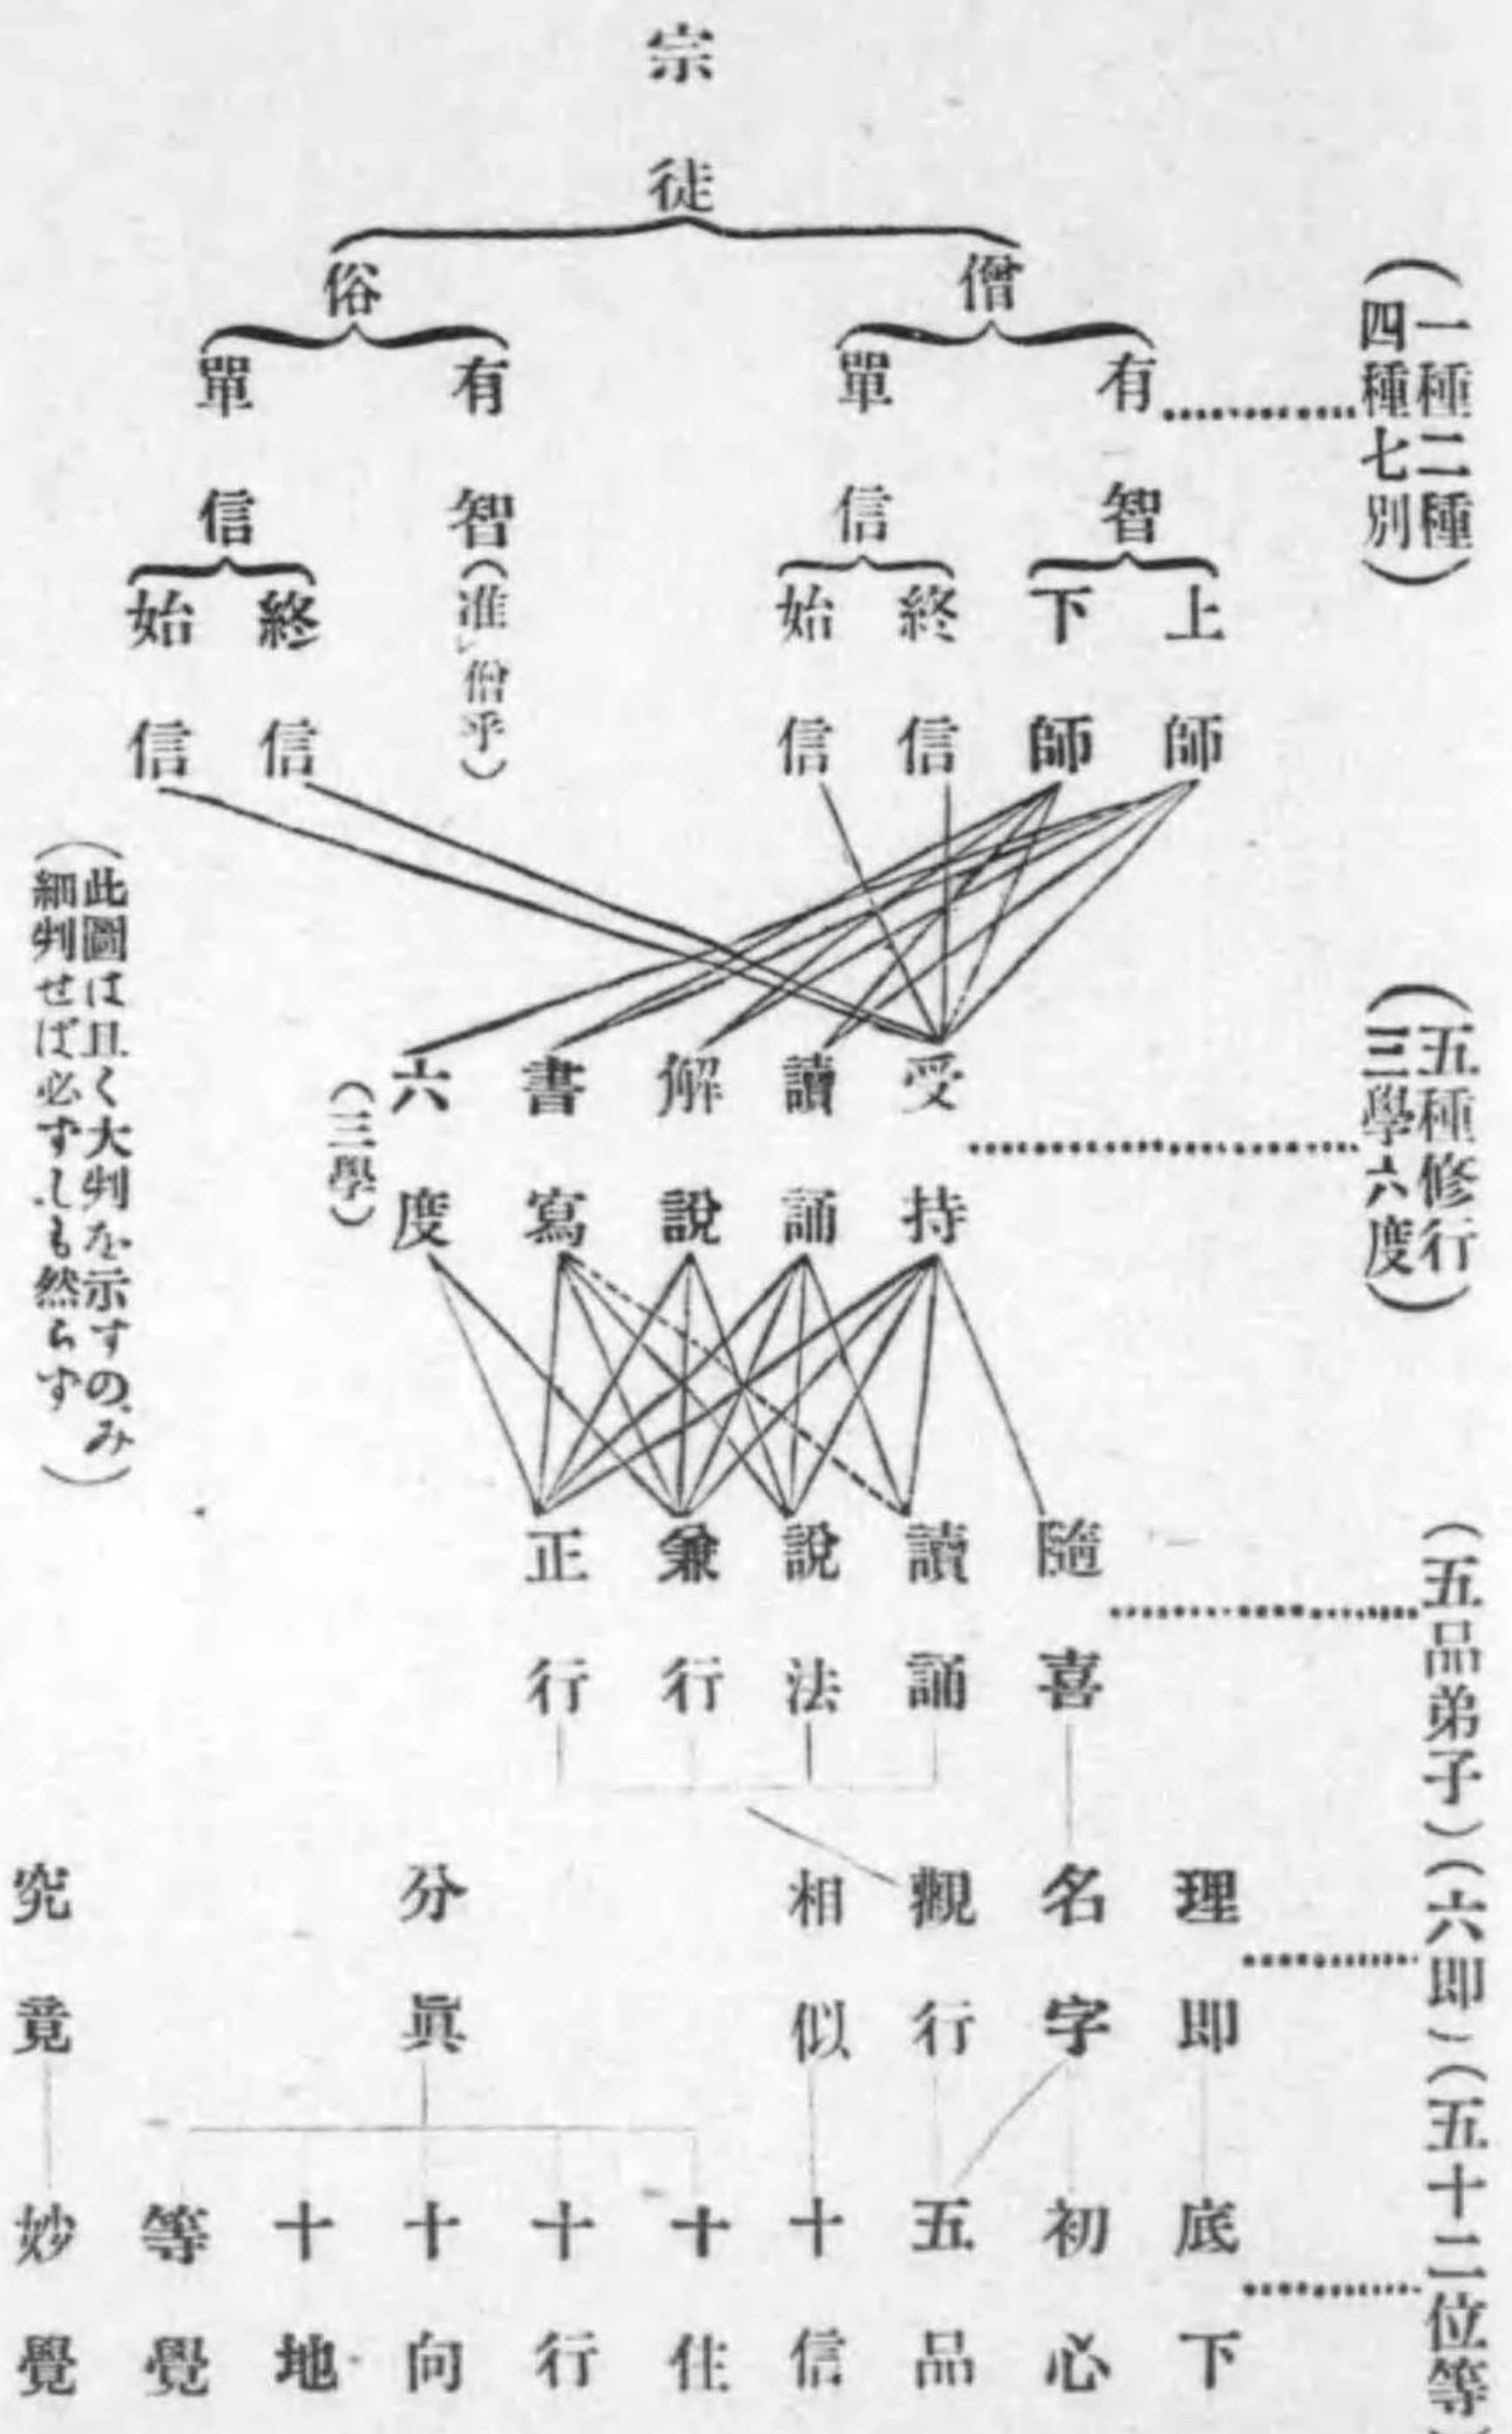 宗徒
僧
俗
有智
單信
有智(准僧乎)
單信
上師
下師
終信
始信
終信
始信
(一種二種
四種七別)
受持
讀誦
解說
書寫
六度
(三學)
(五種修行
三學六度)
(此圖は且く大判を示すのみ
細判せば必ずしも然らず)
隨喜
讀誦
說法
兼行
正行
(五品弟子)(六即)(五十二位等)
理即
名字
觀行
相似
分眞
究竟
底下
初心
五品
十信
十住
十行
十向
十地
等覺
妙覺